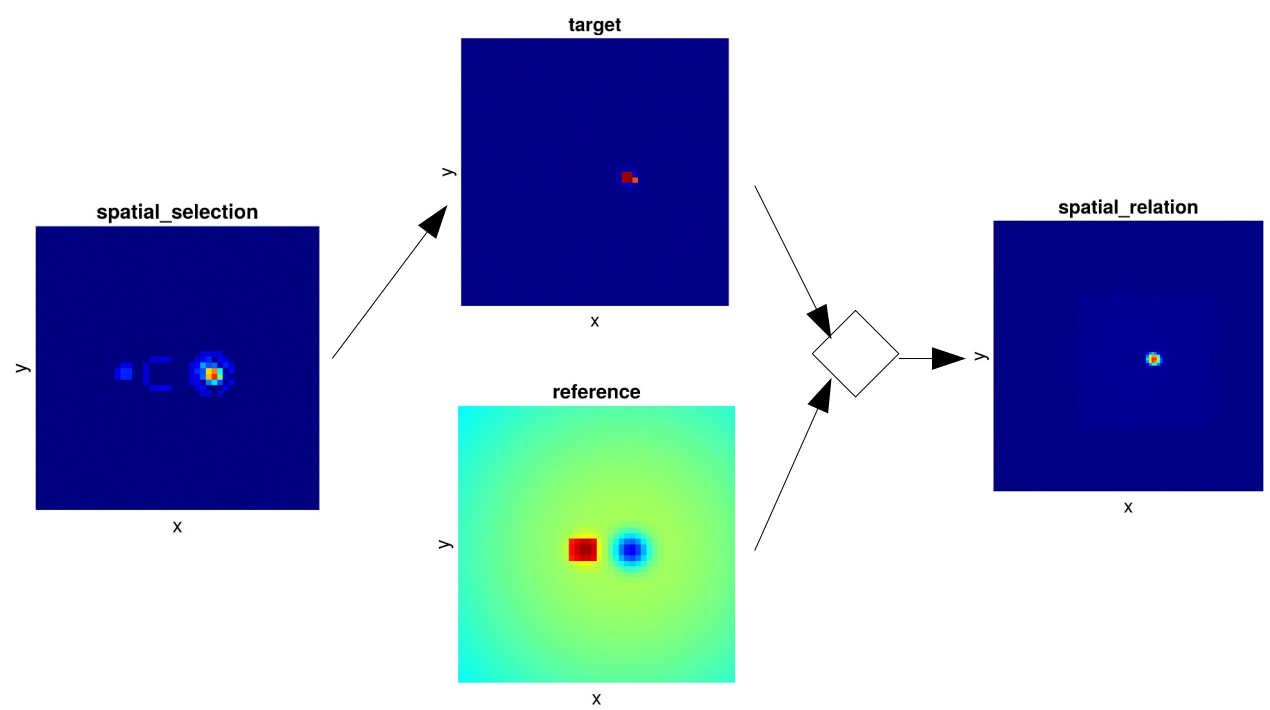 target
y
x
spatial_selection
y
x
reference
y
x
spatial_relation
y
x